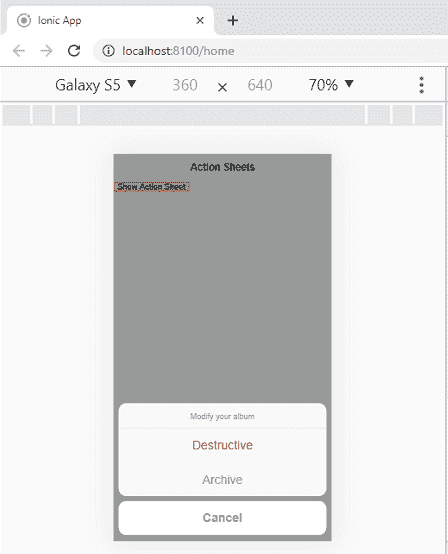 Ionic App
localhost:8100/home
Galaxy S5 360 × 640 70%
Action Sheets
Show Action Sheet
Modify your album
Destructive
Archive
Cancel